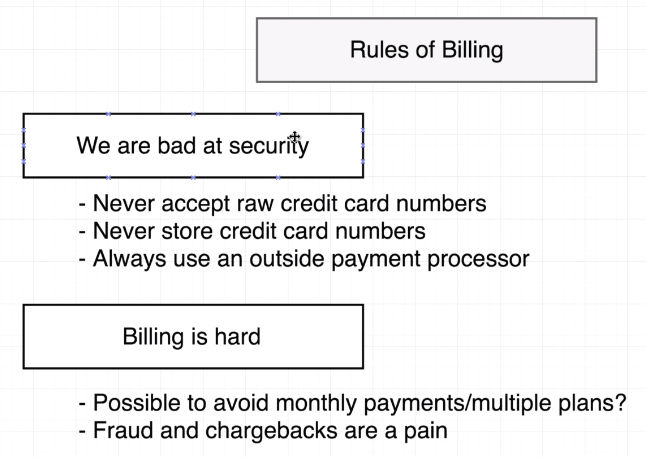 Rules of Billing
We are bad at security
- Never accept raw credit card numbers
- Never store credit card numbers
- Always use an outside payment processor
Billing is hard
- Possible to avoid monthly payments/multiple plans?
- Fraud and chargebacks are a pain